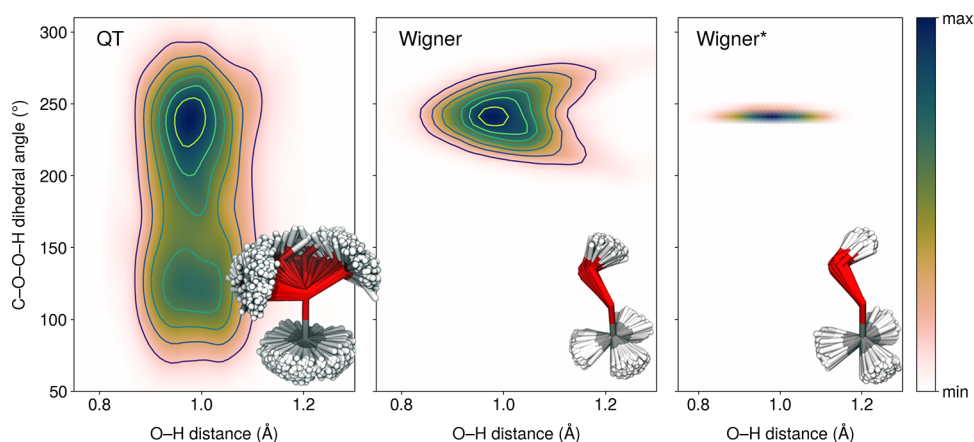 QT
Wigner
Wigner*
300
250
200
150
100
50
C–O–O–H dihedral angle (°)
0.8 1.0 1.2
0.8 1.0 1.2
0.8 1.0 1.2
O–H distance (Å)
O–H distance (Å)
O–H distance (Å)
max
min